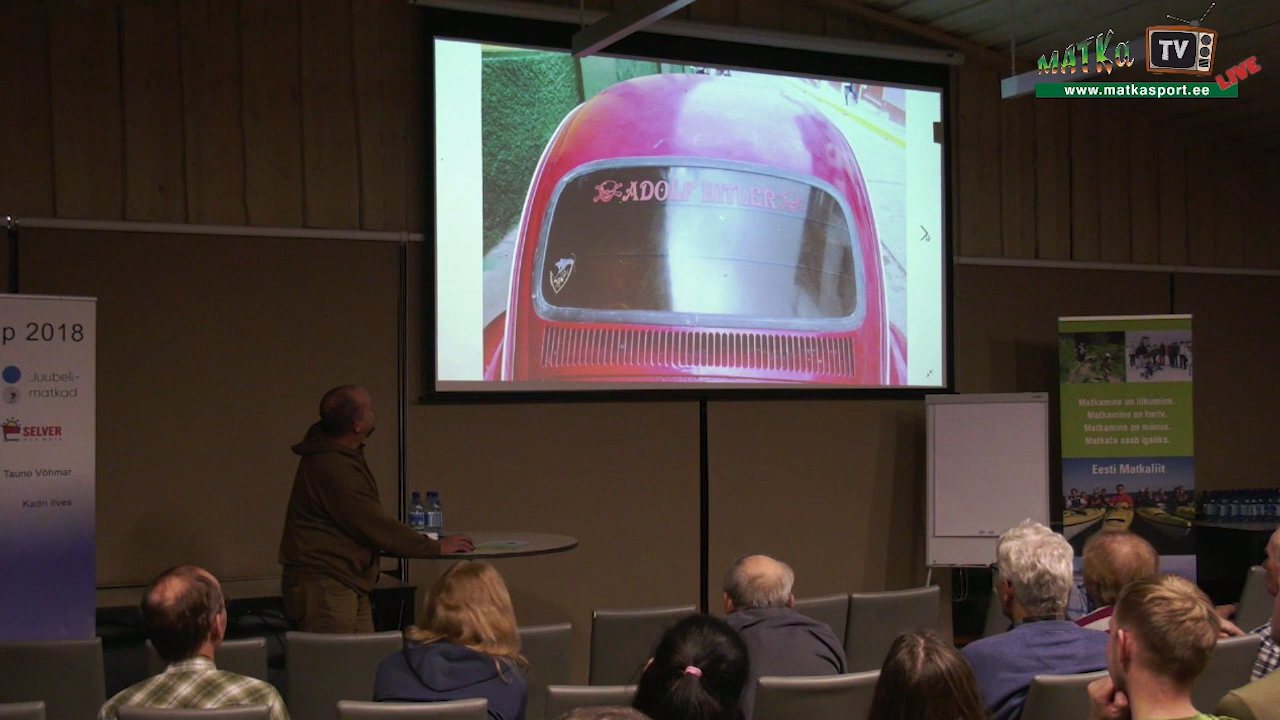 MATKa
TV
LIVE
www.matkasport.ee
ADOLF HITLER
p 2018
Juubeli-
matkad
SELVER
Tauno Võhmar
Kadri Ilves
Matkamine on liikumine.
Matkamine on hariv.
Matkamine on mõnus.
Matkata saab igaüks.
Eesti Matkaliit